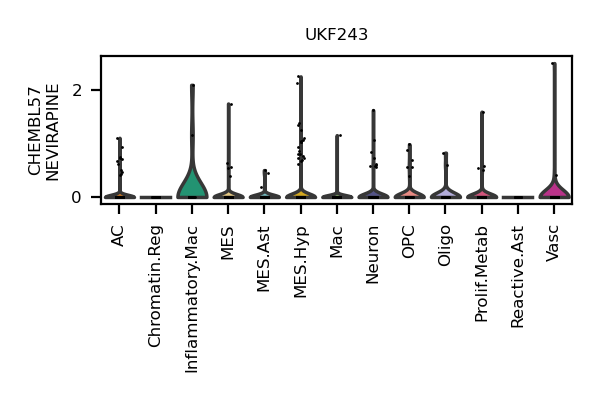 UKF243
CHEMBL57
NEVIRAPINE
2
0
AC
Chromatin.Reg
Inflammatory.Mac
MES
MES.Ast
MES.Hyp
Mac
Neuron
OPC
Oligo
Prolif.Metab
Reactive.Ast
Vasc